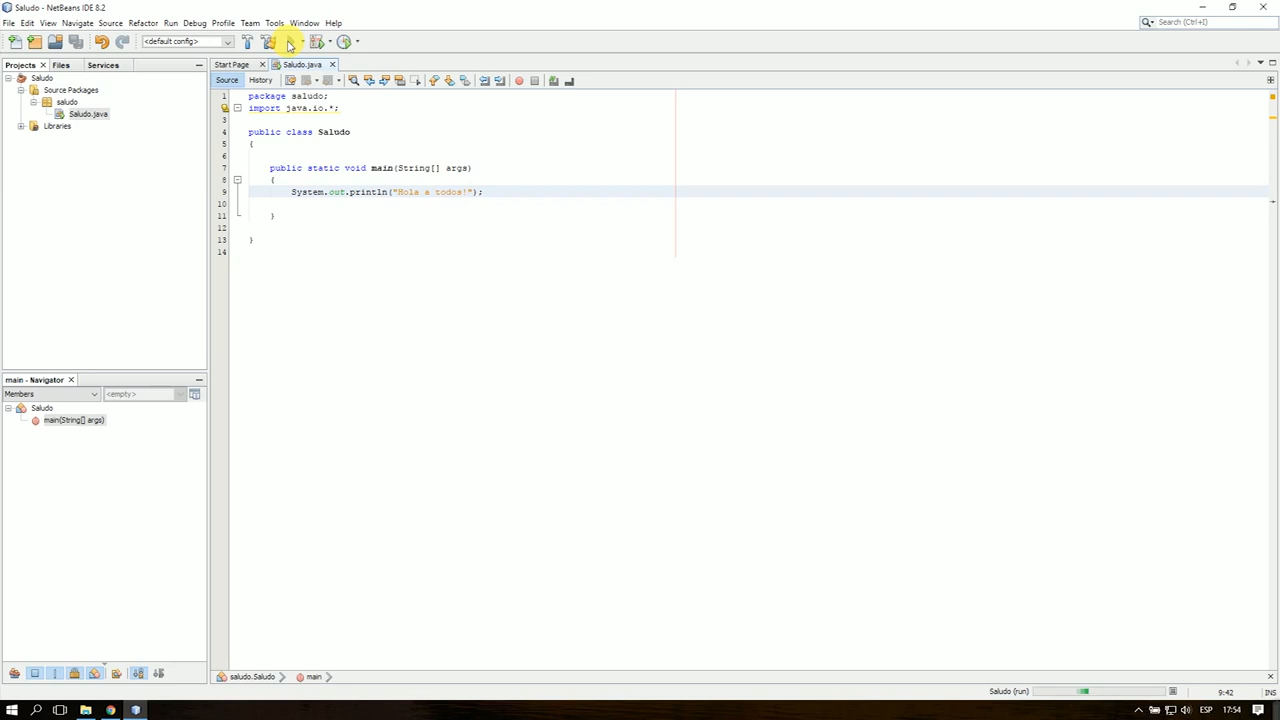 Saludo - NetBeans IDE 8.2
File Edit View Navigate Source Refactor Run Debug Profile Team Tools Window Help
Search (Ctrl+I)
<default config>
Projects Files Services
Start Page Saludo.java
Source History
Saludo
Source Packages
saludo
Saludo.java
Libraries
1 package saludo;
import java.io.*;
3
4 public class Saludo
5 {
6
7 public static void main(String[] args)
8 {
9 System.out.println("Hola a todos!");
10
11 }
12
13 }
14
main - Navigator
Members <empty>
Saludo
main(String[] args)
saludo.Saludo main
Saludo (run) 9:42 INS
ESP 17:54